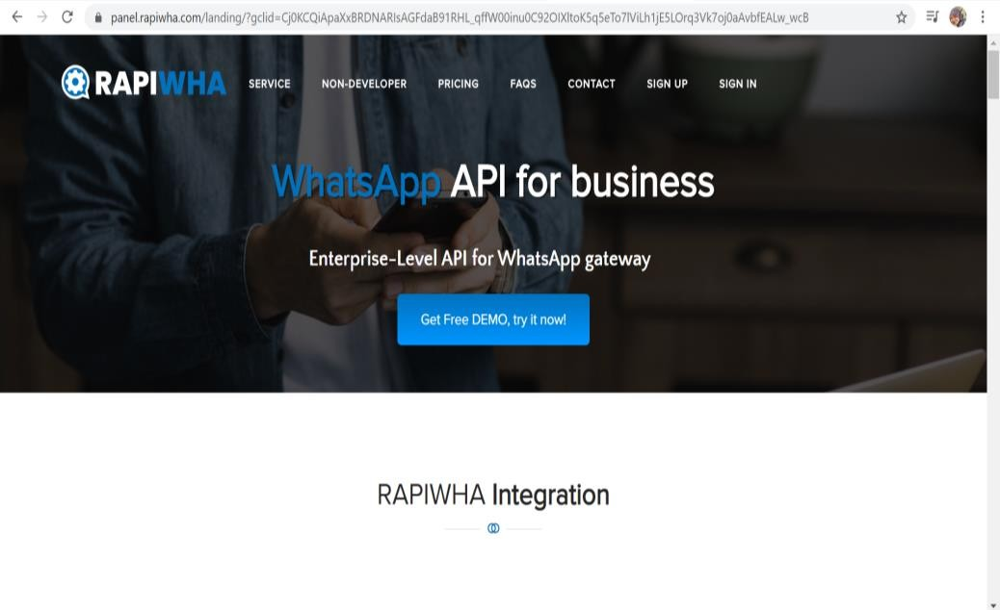 panel.rapiwha.com/landing/?gclid=Cj0KCQiApaXxBRDNARIsAGFdaB91RHL_qffW00inu0C92OIXItoK5q5eTo7lViLh1jE5LOrq3Vk7oj0aAvbfEALw_wcB
RAPIWHA SERVICE NON-DEVELOPER PRICING FAQS CONTACT SIGN UP SIGN IN
WhatsApp API for business
Enterprise-Level API for WhatsApp gateway
Get Free DEMO, try it now!
RAPIWHA Integration